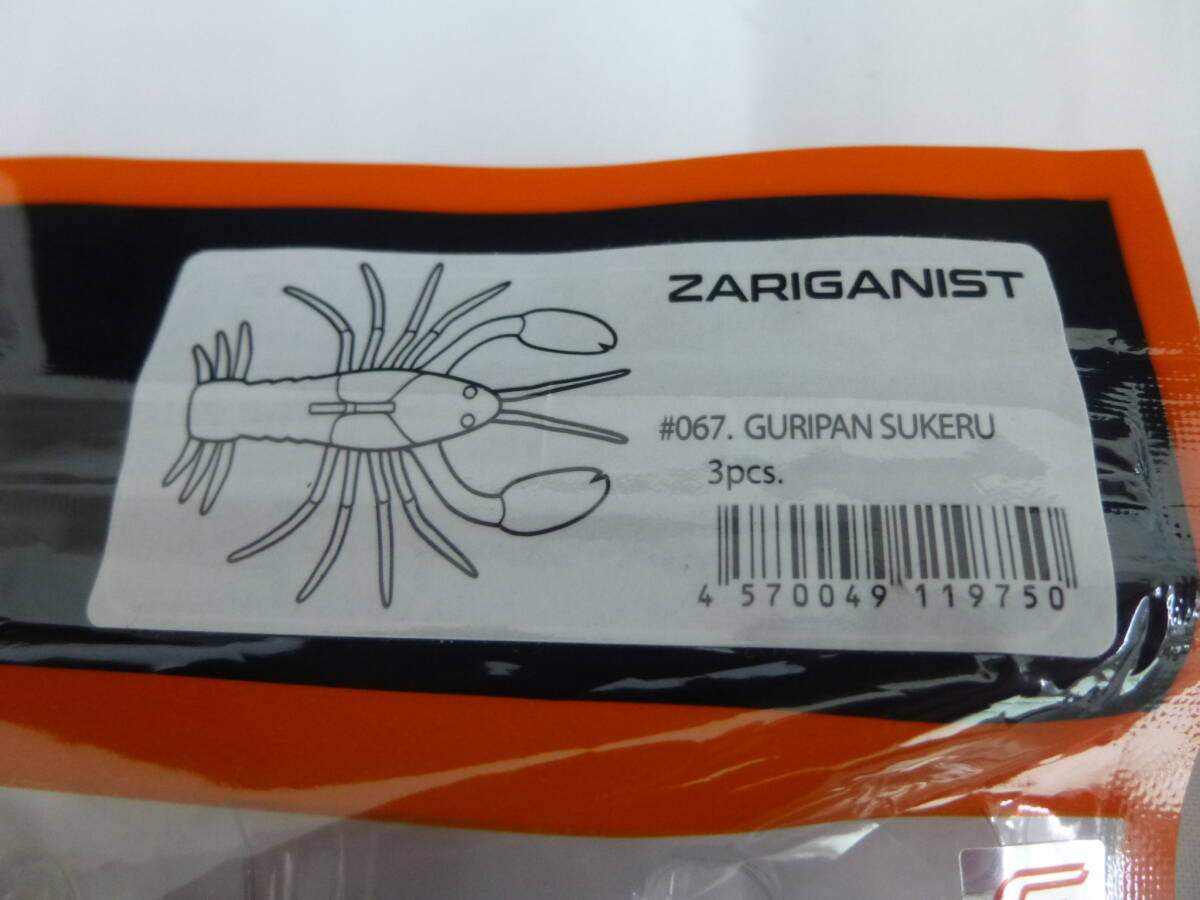 ZARIGANIST
#067. GURIPAN SUKERU
3pcs.
4 570049 119750